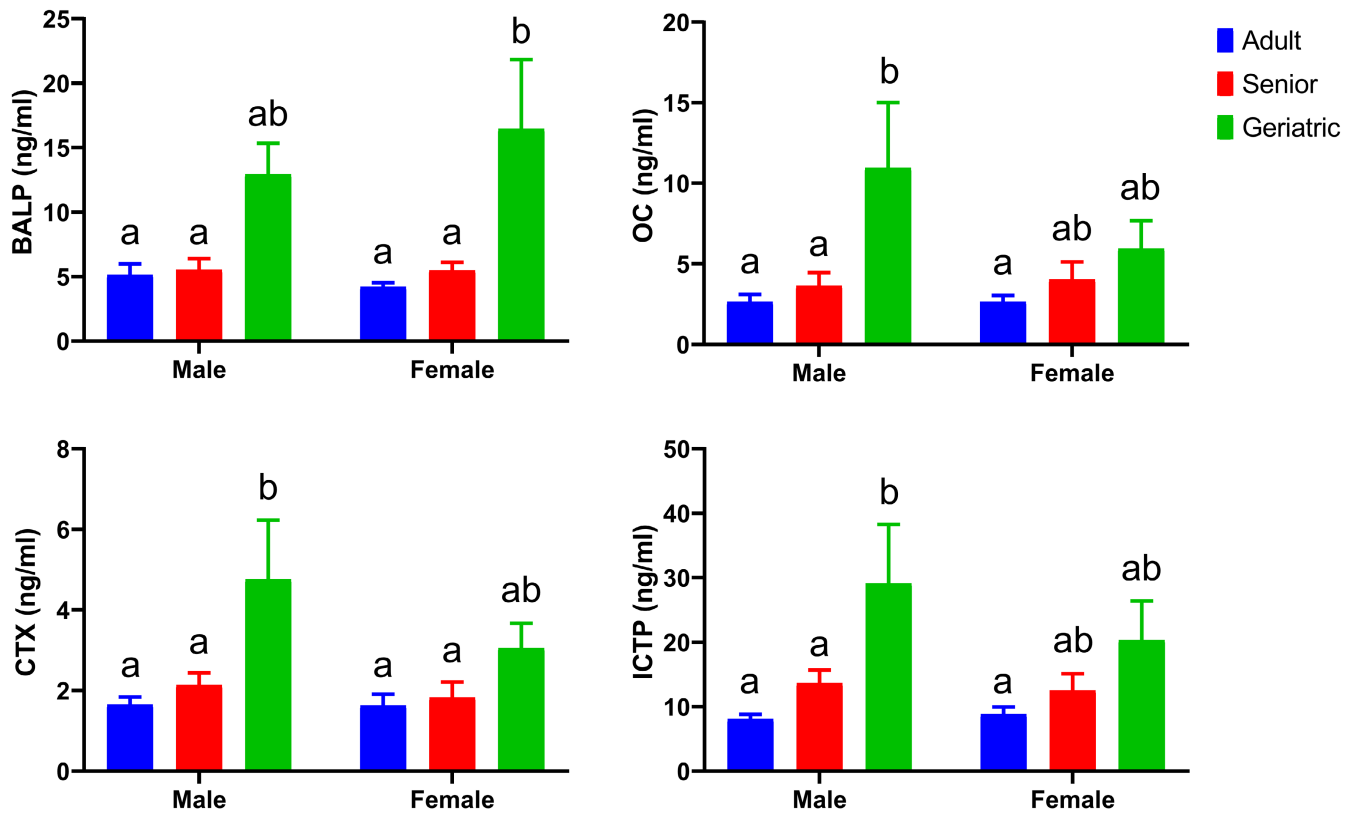 BALP (ng/ml)
25
20
15
10
5
0
a
a
ab
a
a
b
Male
Female
OC (ng/ml)
20
15
10
5
0
a
a
b
a
ab
ab
Male
Female
Adult
Senior
Geriatric
CTX (ng/ml)
8
6
4
2
0
a
a
b
a
a
ab
Male
Female
ICTP (ng/ml)
50
40
30
20
10
0
a
a
b
a
ab
ab
Male
Female